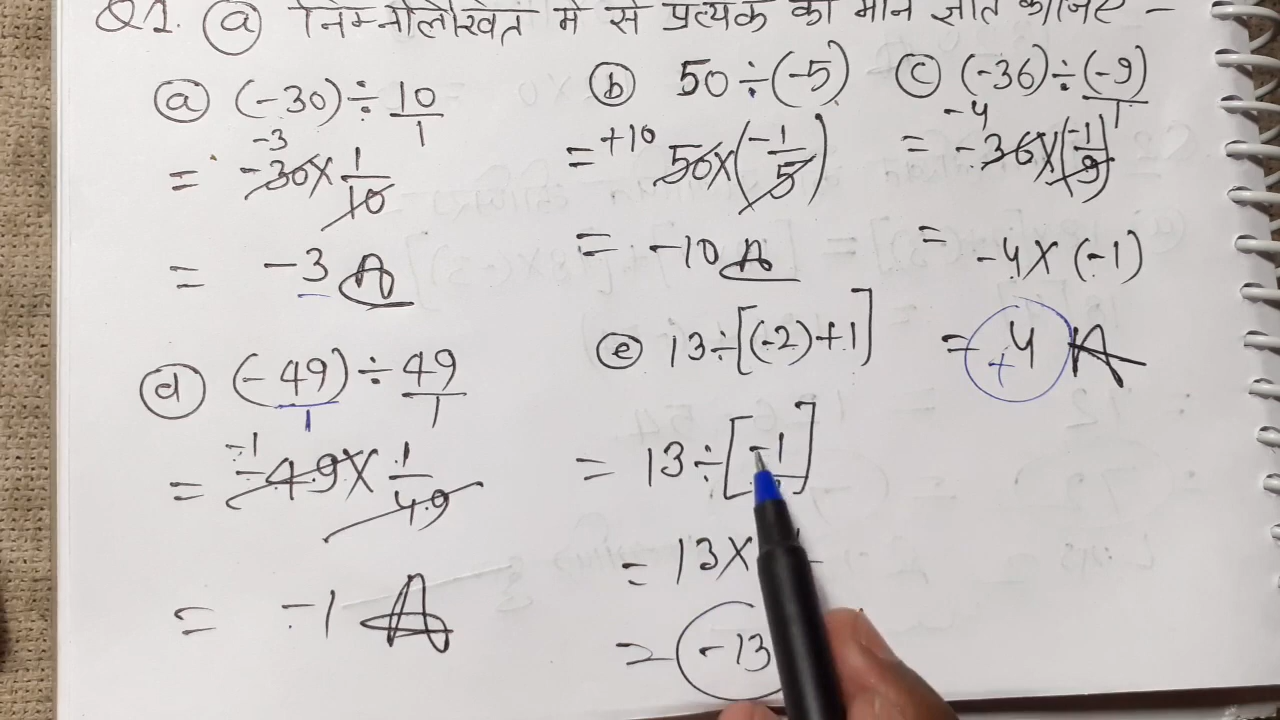 Q1. (a) निम्नलिखित में से प्रत्येक का मान ज्ञात कीजिए -
(a) (-30) ÷ 10/1
-3
= -30 × 1/10
= -3 A
(b) 50 ÷ (-5)
= +10 50 × (-1/5)
= -10 A
(c) (-36) ÷ (-9)/1
-4
= -36 × (-1/9)
= -4 × (-1)
= +4 A
(d) (-49)/1 ÷ 49/1
-1
= -49 × 1/49
= -1 A
(e) 13 ÷ [(-2)+1]
= 13 ÷ [-1]
= 13 ×
= -13